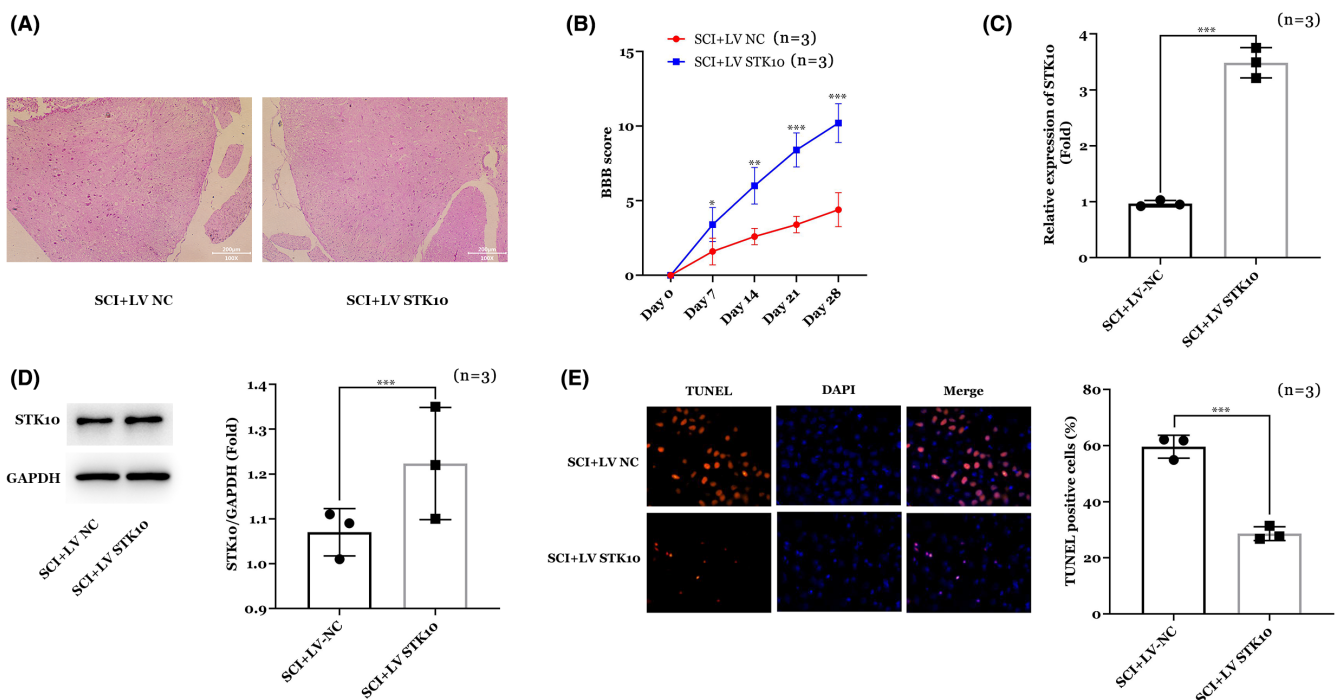 (A)
200μm
100X
200μm
100X
SCI+LV NC
SCI+LV STK10
(B)
SCI+LV NC (n=3)
SCI+LV STK10 (n=3)
BBB score
15
10
5
0
*
**
***
***
Day 0
Day 7
Day 14
Day 21
Day 28
(C)
(n=3)
***
Relative expression of STK10
(Fold)
4
3
2
1
0
SCI+LV-NC
SCI+LV STK10
(D)
STK10
GAPDH
SCI+LV NC
SCI+LV STK10
(n=3)
***
STK10/GAPDH (Fold)
1.4
1.3
1.2
1.1
1.0
0.9
SCI+LV-NC
SCI+LV STK10
(E)
TUNEL
DAPI
Merge
SCI+LV NC
SCI+LV STK10
(n=3)
***
TUNEL positive cells (%)
80
60
40
20
0
SCI+LV-NC
SCI+LV STK10